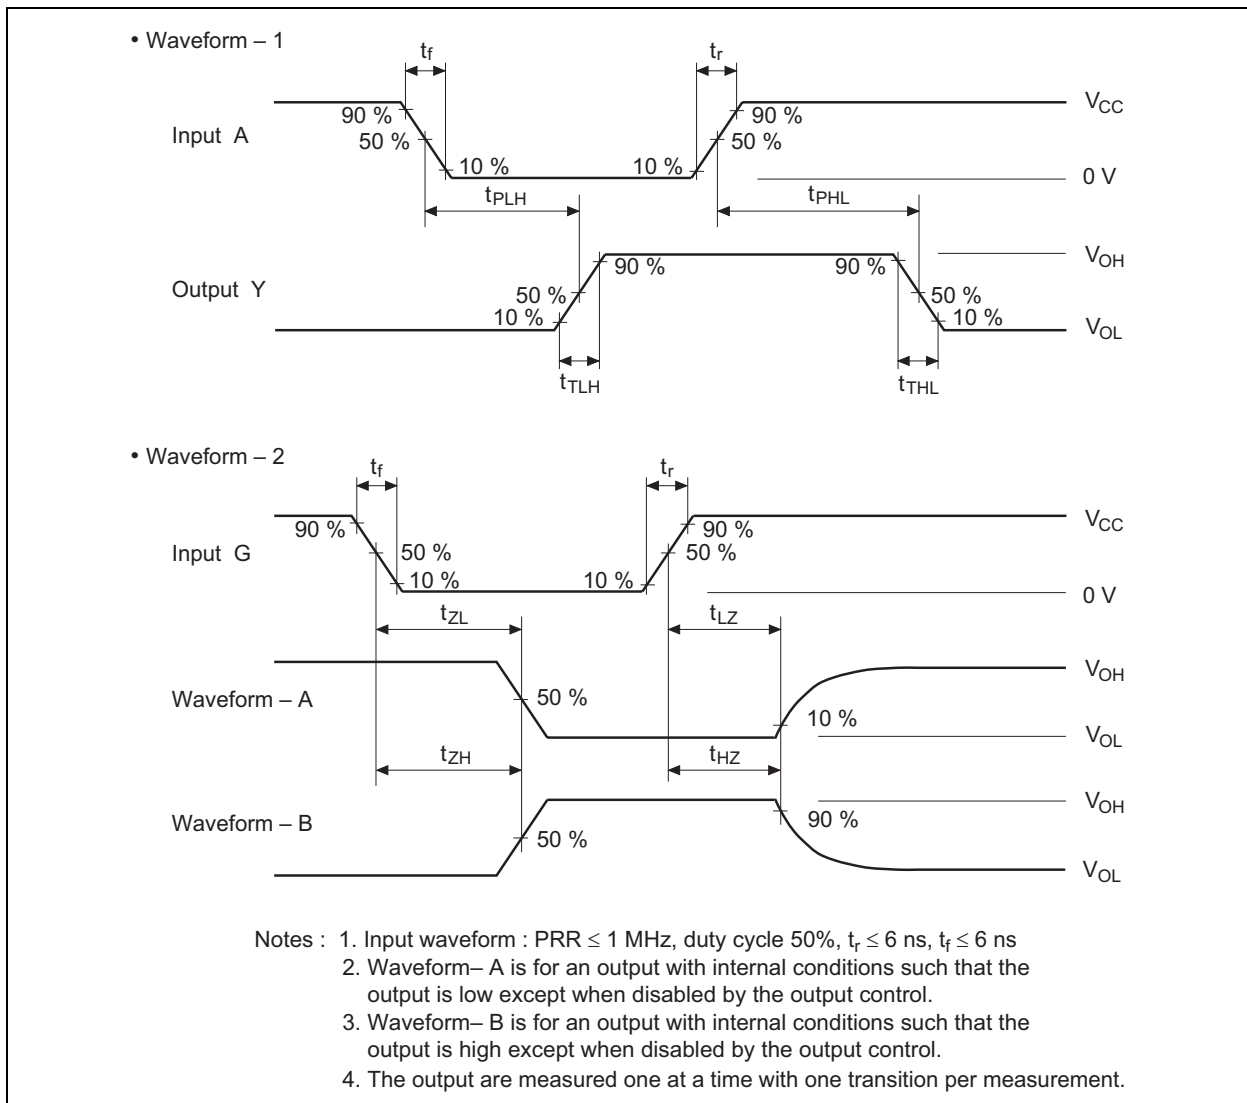 • Waveform – 1
tf
tr
90 %
90 %
VCC
Input A
50 %
50 %
10 %
10 %
0 V
tPLH
tPHL
VOH
90 %
90 %
Output Y
50 %
50 %
10 %
10 %
VOL
tTLH
tTHL
• Waveform – 2
tf
tr
90 %
90 %
VCC
Input G
50 %
50 %
10 %
10 %
0 V
tZL
tLZ
VOH
Waveform – A
50 %
10 %
VOL
tZH
tHZ
VOH
Waveform – B
50 %
90 %
VOL
Notes : 1. Input waveform : PRR ≤ 1 MHz, duty cycle 50%, tr ≤ 6 ns, tf ≤ 6 ns
2. Waveform– A is for an output with internal conditions such that the
output is low except when disabled by the output control.
3. Waveform– B is for an output with internal conditions such that the
output is high except when disabled by the output control.
4. The output are measured one at a time with one transition per measurement.